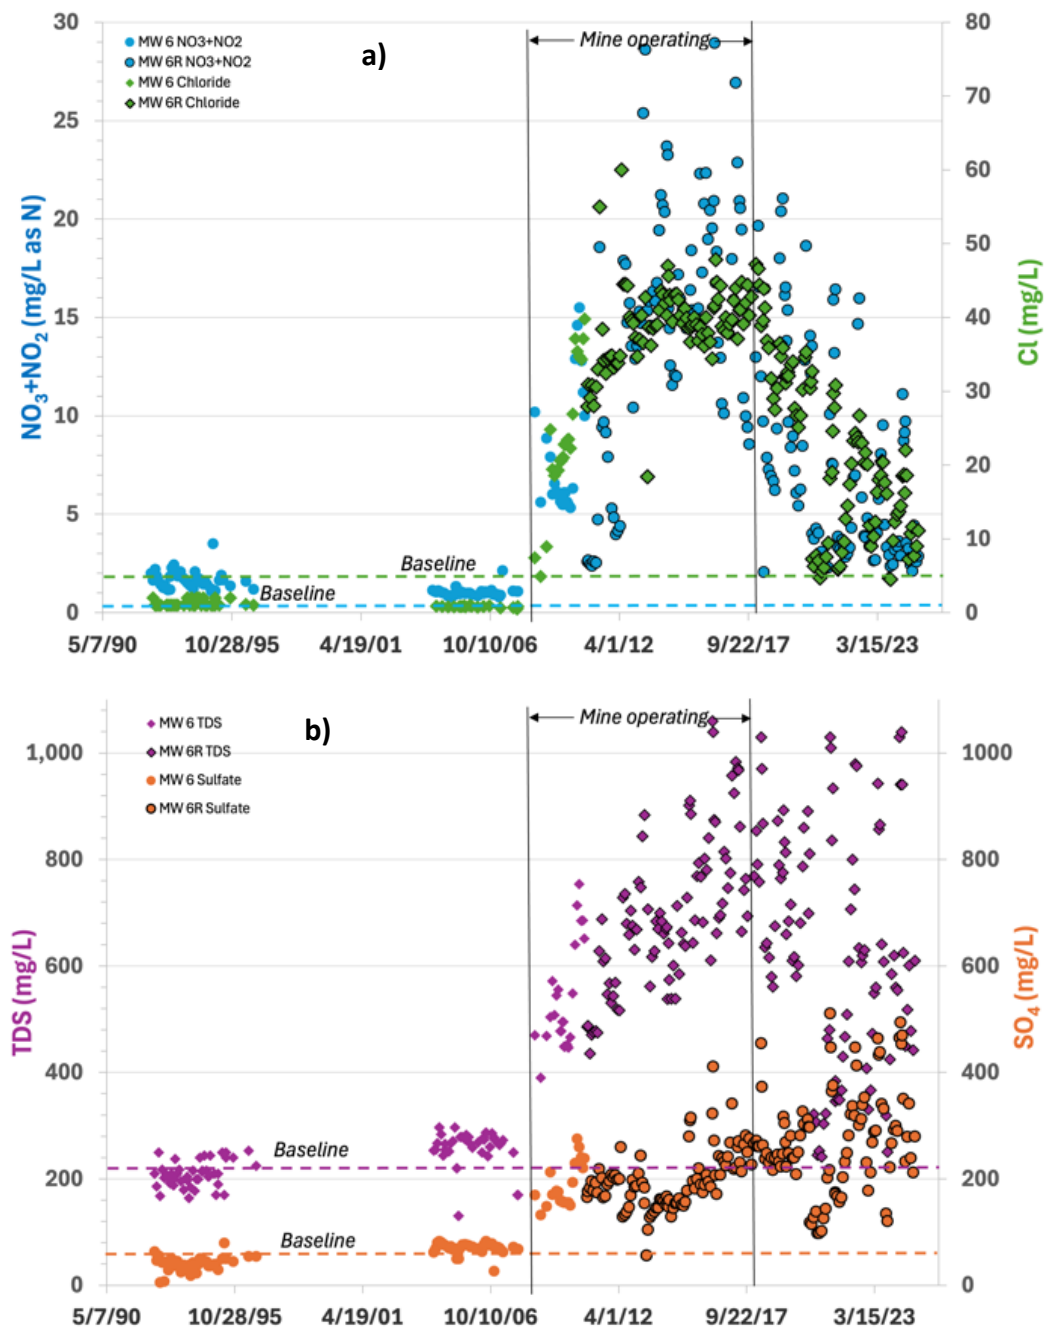 a)
MW 6 NO3+NO2
MW 6R NO3+NO2
MW 6 Chloride
MW 6R Chloride
Mine operating
30
25
20
15
10
5
0
NO3+NO2 (mg/L as N)
80
70
60
50
40
30
20
10
0
Cl (mg/L)
Baseline
Baseline
5/7/90 10/28/95 4/19/01 10/10/06 4/1/12 9/22/17 3/15/23
b)
MW 6 TDS
MW 6R TDS
MW 6 Sulfate
MW 6R Sulfate
Mine operating
1,000
800
600
400
200
0
TDS (mg/L)
1000
800
600
400
200
0
SO4 (mg/L)
Baseline
Baseline
5/7/90 10/28/95 4/19/01 10/10/06 4/1/12 9/22/17 3/15/23